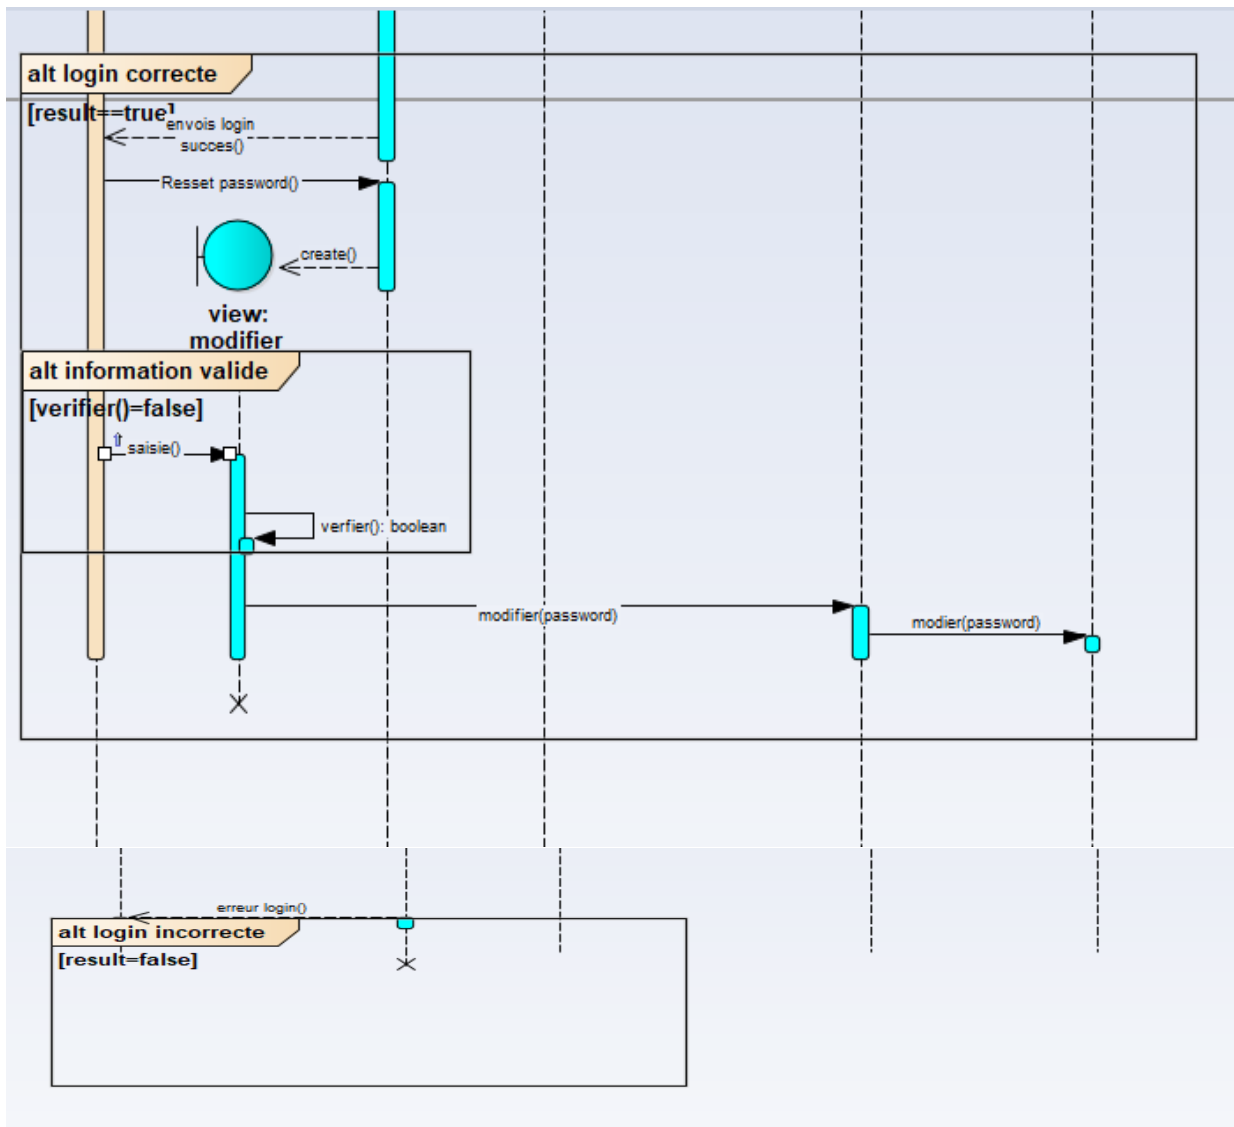 alt login correcte
[result==true]
envois login
succes()
Resset password()
create()
view:
modifier
alt information valide
[verifier()=false]
saisie()
verfier(): boolean
modifier(password)
modier(password)
erreur login()
alt login incorrecte
[result=false]